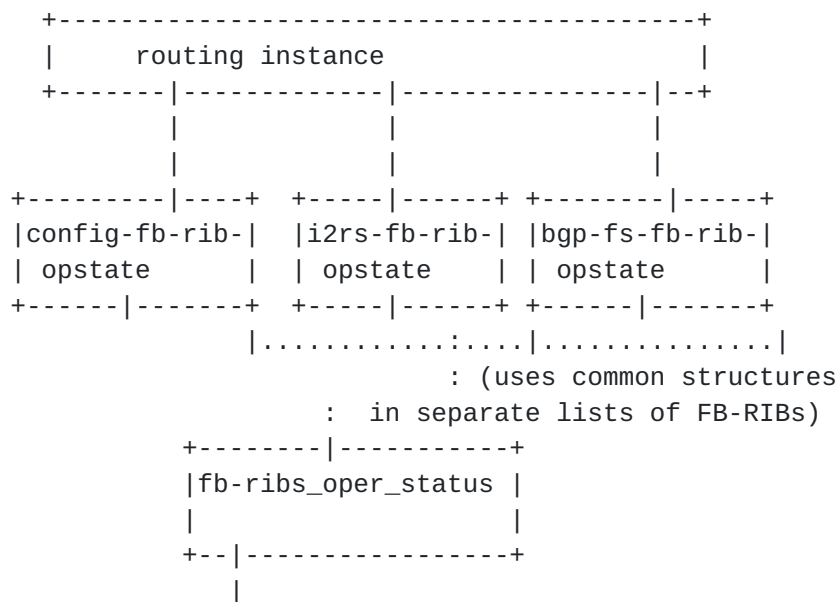 routing instance
config-fb-rib- i2rs-fb-rib- bgp-fs-fb-rib-
opstate opstate opstate
(uses common structures
in separate lists of FB-RIBs)
fb-ribs_oper_status